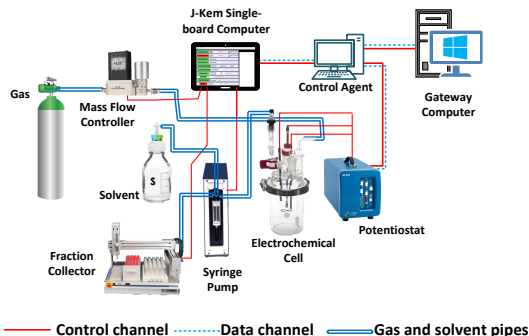 J-Kem Single-
board Computer
Gas
Mass Flow
Controller
Control Agent
Gateway
Computer
Solvent
S
Fraction
Collector
Syringe
Pump
Electrochemical
Cell
Potentiostat
Control channel
Data channel
Gas and solvent pipes